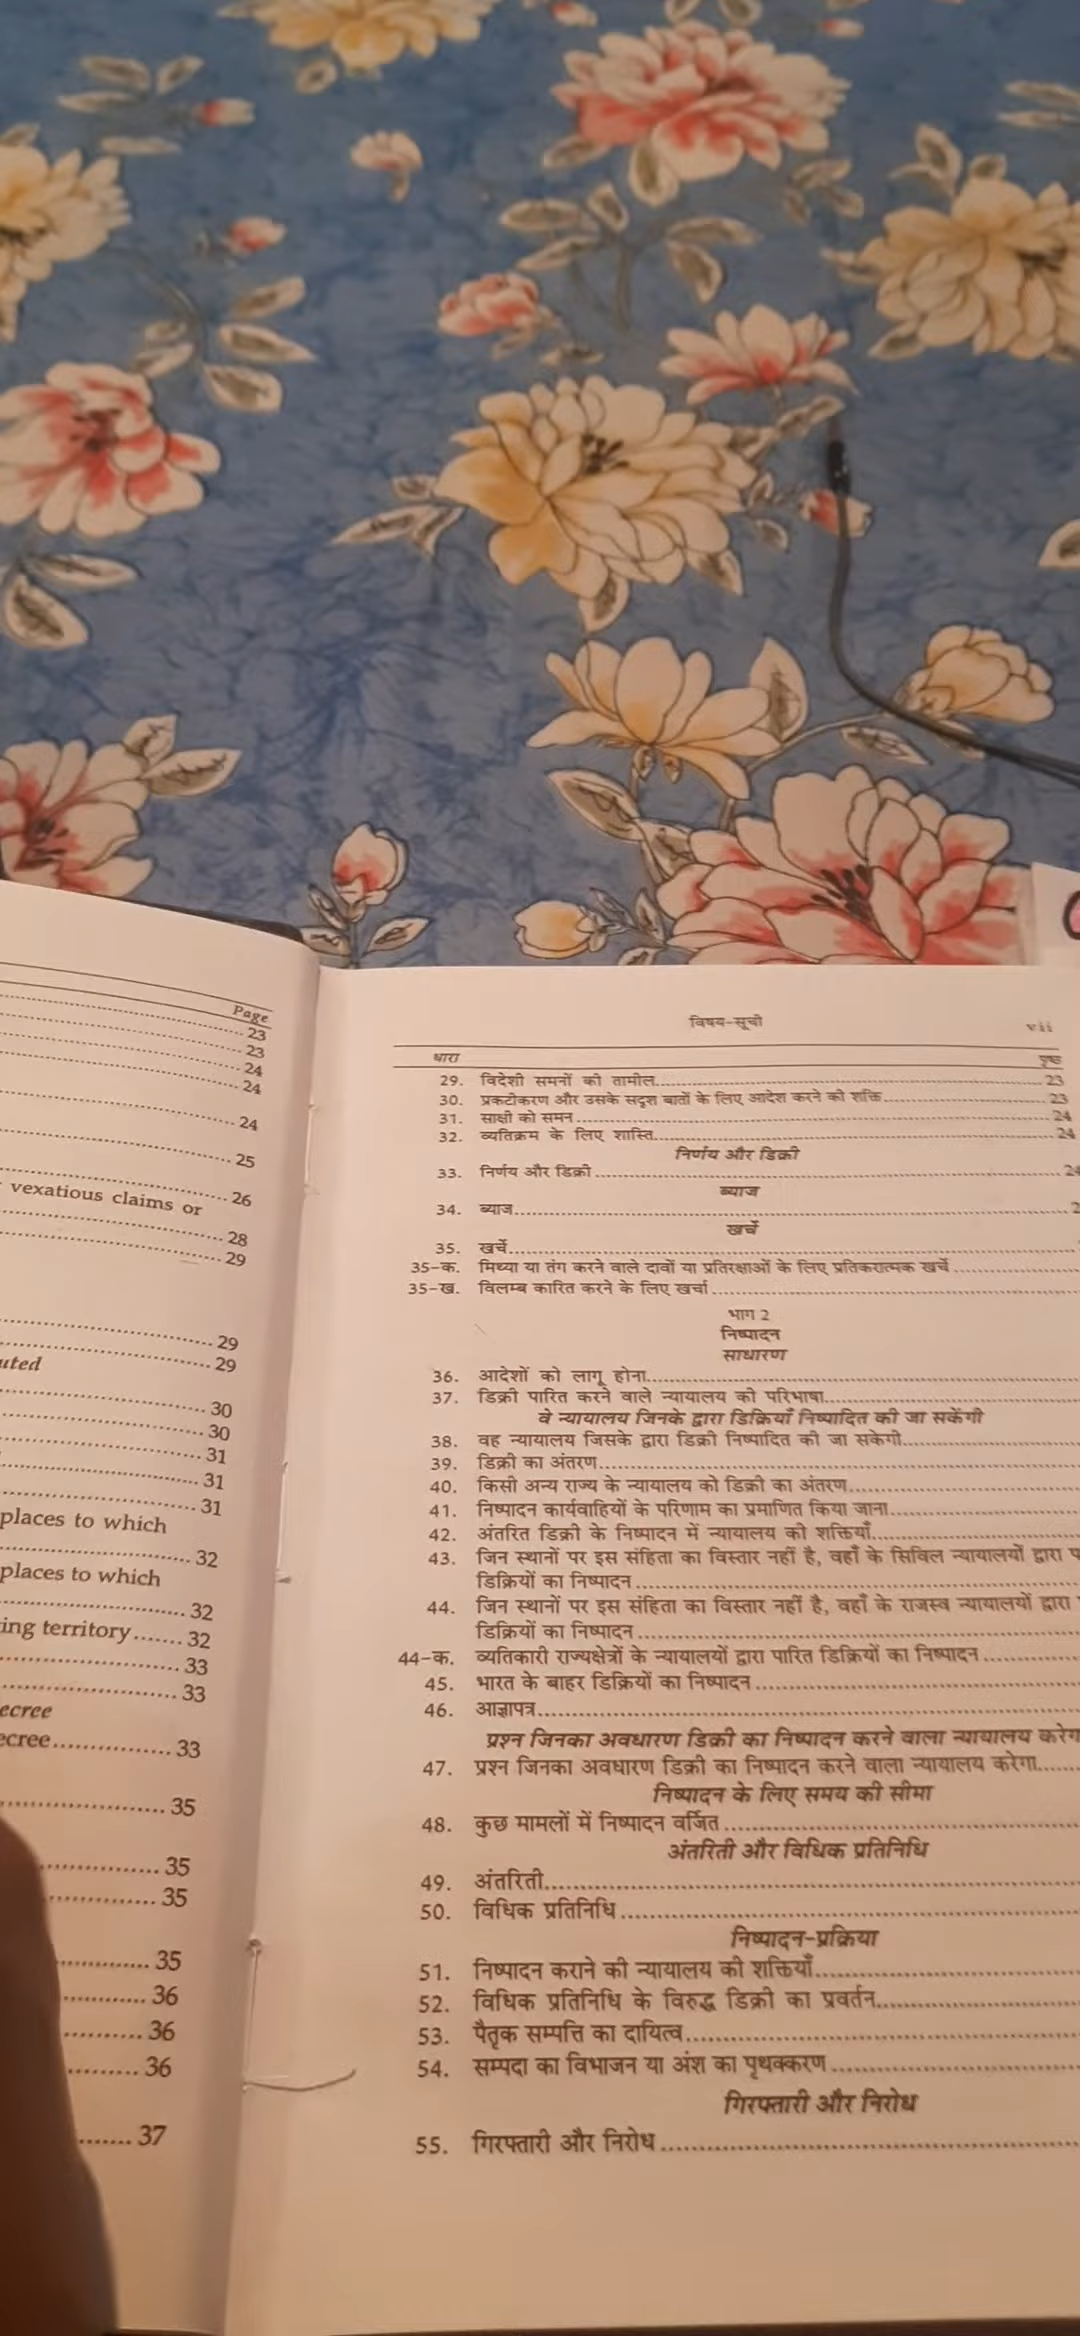 Page
23
23
24
24
24
25
26
vexatious claims or
28
29
29
29
uted
30
30
31
31
31
places to which
32
places to which
32
ing territory.......32
33
33
ecree
ecree..................33
35
35
35
35
36
36
36
37
विषय-सूची vii
धारा पृष्ठ
29. विदेशी समनों की तामील..........23
30. प्रकटीकरण और उसके सदृश बातों के लिए आदेश करने की शक्ति..........23
31. साक्षी को समन..........24
32. व्यतिक्रम के लिए शास्ति..........24
निर्णय और डिक्री
33. निर्णय और डिक्री..........24
ब्याज
34. ब्याज..........2
खर्चे
35. खर्चे..........
35-क. मिथ्या या तंग करने वाले दावों या प्रतिरक्षाओं के लिए प्रतिकरात्मक खर्चे..........
35-ख. विलम्ब कारित करने के लिए खर्चा..........
भाग 2
निष्पादन
साधारण
36. आदेशों को लागू होना..........
37. डिक्री पारित करने वाले न्यायालय की परिभाषा..........
वे न्यायालय जिनके द्वारा डिक्रियाँ निष्पादित की जा सकेंगी
38. वह न्यायालय जिसके द्वारा डिक्री निष्पादित की जा सकेगी..........
39. डिक्री का अंतरण..........
40. किसी अन्य राज्य के न्यायालय को डिक्री का अंतरण..........
41. निष्पादन कार्यवाहियों के परिणाम का प्रमाणित किया जाना..........
42. अंतरित डिक्री के निष्पादन में न्यायालय की शक्तियाँ..........
43. जिन स्थानों पर इस संहिता का विस्तार नहीं है, वहाँ के सिविल न्यायालयों द्वारा प
डिक्रियों का निष्पादन..........
44. जिन स्थानों पर इस संहिता का विस्तार नहीं है, वहाँ के राजस्व न्यायालयों द्वारा
डिक्रियों का निष्पादन..........
44-क. व्यतिकारी राज्यक्षेत्रों के न्यायालयों द्वारा पारित डिक्रियों का निष्पादन..........
45. भारत के बाहर डिक्रियों का निष्पादन..........
46. आज्ञापत्र..........
प्रश्न जिनका अवधारण डिक्री का निष्पादन करने वाला न्यायालय करेग
47. प्रश्न जिनका अवधारण डिक्री का निष्पादन करने वाला न्यायालय करेगा.......
निष्पादन के लिए समय की सीमा
48. कुछ मामलों में निष्पादन वर्जित..........
अंतरिती और विधिक प्रतिनिधि
49. अंतरिती..........
50. विधिक प्रतिनिधि..........
निष्पादन-प्रक्रिया
51. निष्पादन कराने की न्यायालय की शक्तियाँ..........
52. विधिक प्रतिनिधि के विरुद्ध डिक्री का प्रवर्तन..........
53. पैतृक सम्पत्ति का दायित्व..........
54. सम्पदा का विभाजन या अंश का पृथक्करण..........
गिरफ्तारी और निरोध
55. गिरफ्तारी और निरोध..........